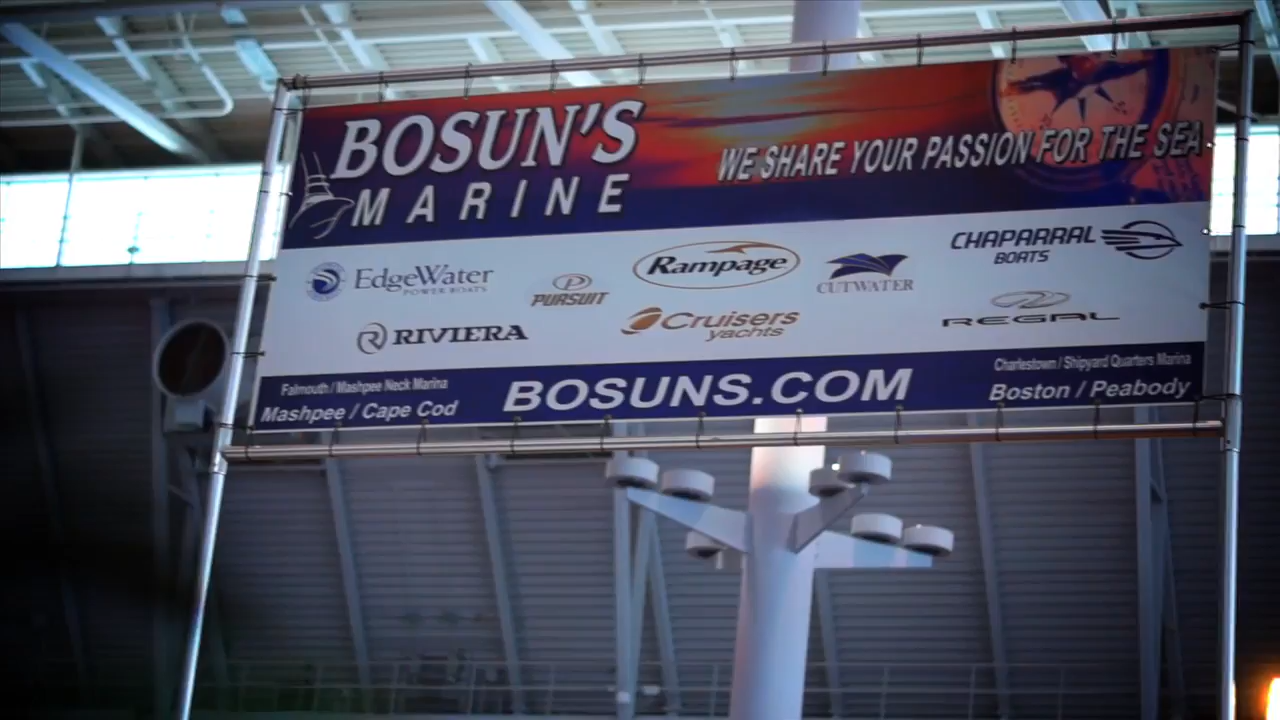 BOSUN'S
MARINE
WE SHARE YOUR PASSION FOR THE SEA
EdgeWater
POWER BOATS
PURSUIT
Rampage
CUTWATER
CHAPARRAL
BOATS
RIVIERA
Cruisers
yachts
REGAL
Falmouth / Mashpee Neck Marina
Mashpee / Cape Cod
BOSUNS.COM
Charlestown / Shipyard Quarters Marina
Boston / Peabody